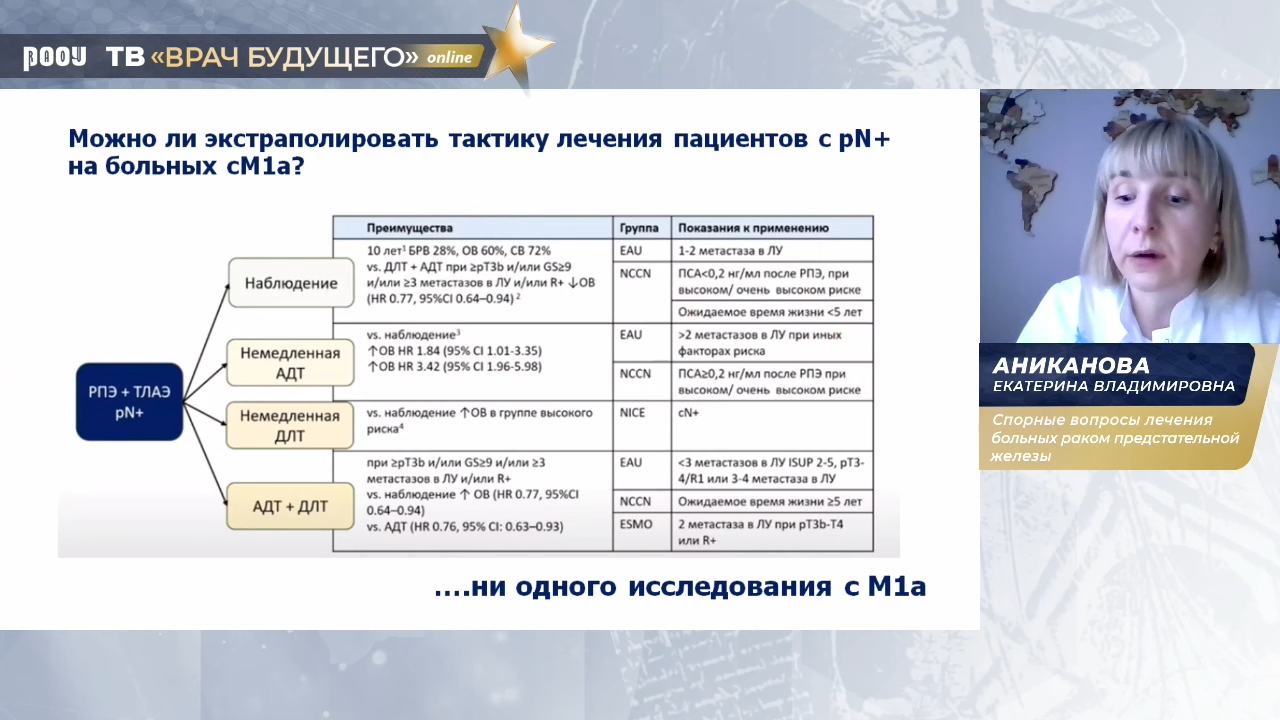 РООУ ТВ «ВРАЧ БУДУЩЕГО» online
Можно ли экстраполировать тактику лечения пациентов с pN+
на больных cM1a?
РПЭ + ТЛАЭ
pN+
Наблюдение
Немедленная
АДТ
Немедленная
ДЛТ
АДТ + ДЛТ
Преимущества
Группа
Показания к применению
10 лет¹ БРВ 28%, ОВ 60%, СВ 72%
vs. ДЛТ + АДТ при ≥pT3b и/или GS≥9
и/или ≥3 метастазов в ЛУ и/или R+ ↓ОВ
(HR 0.77, 95%CI 0.64–0.94) ²
EAU
1-2 метастаза в ЛУ
NCCN
ПСА<0,2 нг/мл после РПЭ, при
высоком/ очень высоком риске
Ожидаемое время жизни <5 лет
vs. наблюдение³
↑ОВ HR 1.84 (95% CI 1.01-3.35)
↑ОВ HR 3.42 (95% CI 1.96-5.98)
EAU
>2 метастазов в ЛУ при иных
факторах риска
NCCN
ПСА≥0,2 нг/мл после РПЭ при
высоком/ очень высоком риске
vs. наблюдение ↑ОВ в группе высокого
риска⁴
NICE
cN+
при ≥pT3b и/или GS≥9 и/или ≥3
метастазов в ЛУ и/или R+
vs. наблюдение ↑ ОВ (HR 0.77, 95%CI
0.64–0.94)
vs. АДТ (HR 0.76, 95% CI: 0.63–0.93)
EAU
<3 метастазов в ЛУ ISUP 2-5, pT3-
4/R1 или 3-4 метастаза в ЛУ
NCCN
Ожидаемое время жизни ≥5 лет
ESMO
2 метастаза в ЛУ при pT3b-T4
или R+
....ни одного исследования с M1a
АНИКАНОВА
ЕКАТЕРИНА ВЛАДИМИРОВНА
Спорные вопросы лечения
больных раком предстательной
железы